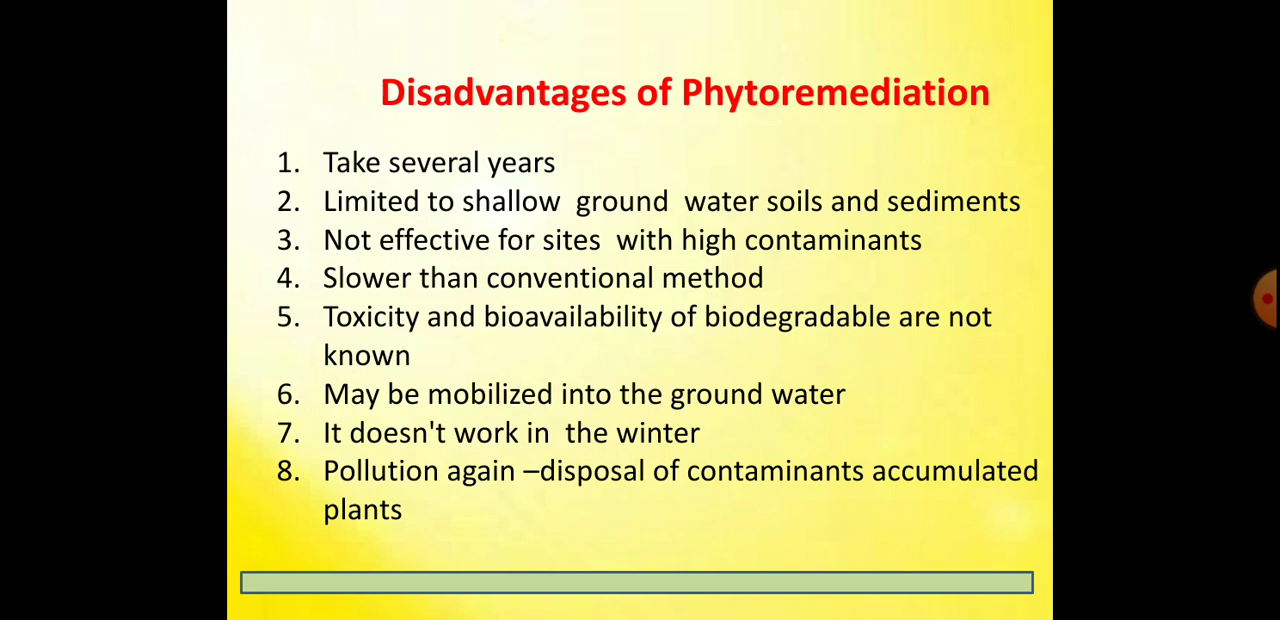 Disadvantages of Phytoremediation
1. Take several years
2. Limited to shallow ground water soils and sediments
3. Not effective for sites with high contaminants
4. Slower than conventional method
5. Toxicity and bioavailability of biodegradable are not
known
6. May be mobilized into the ground water
7. It doesn't work in the winter
8. Pollution again –disposal of contaminants accumulated
plants